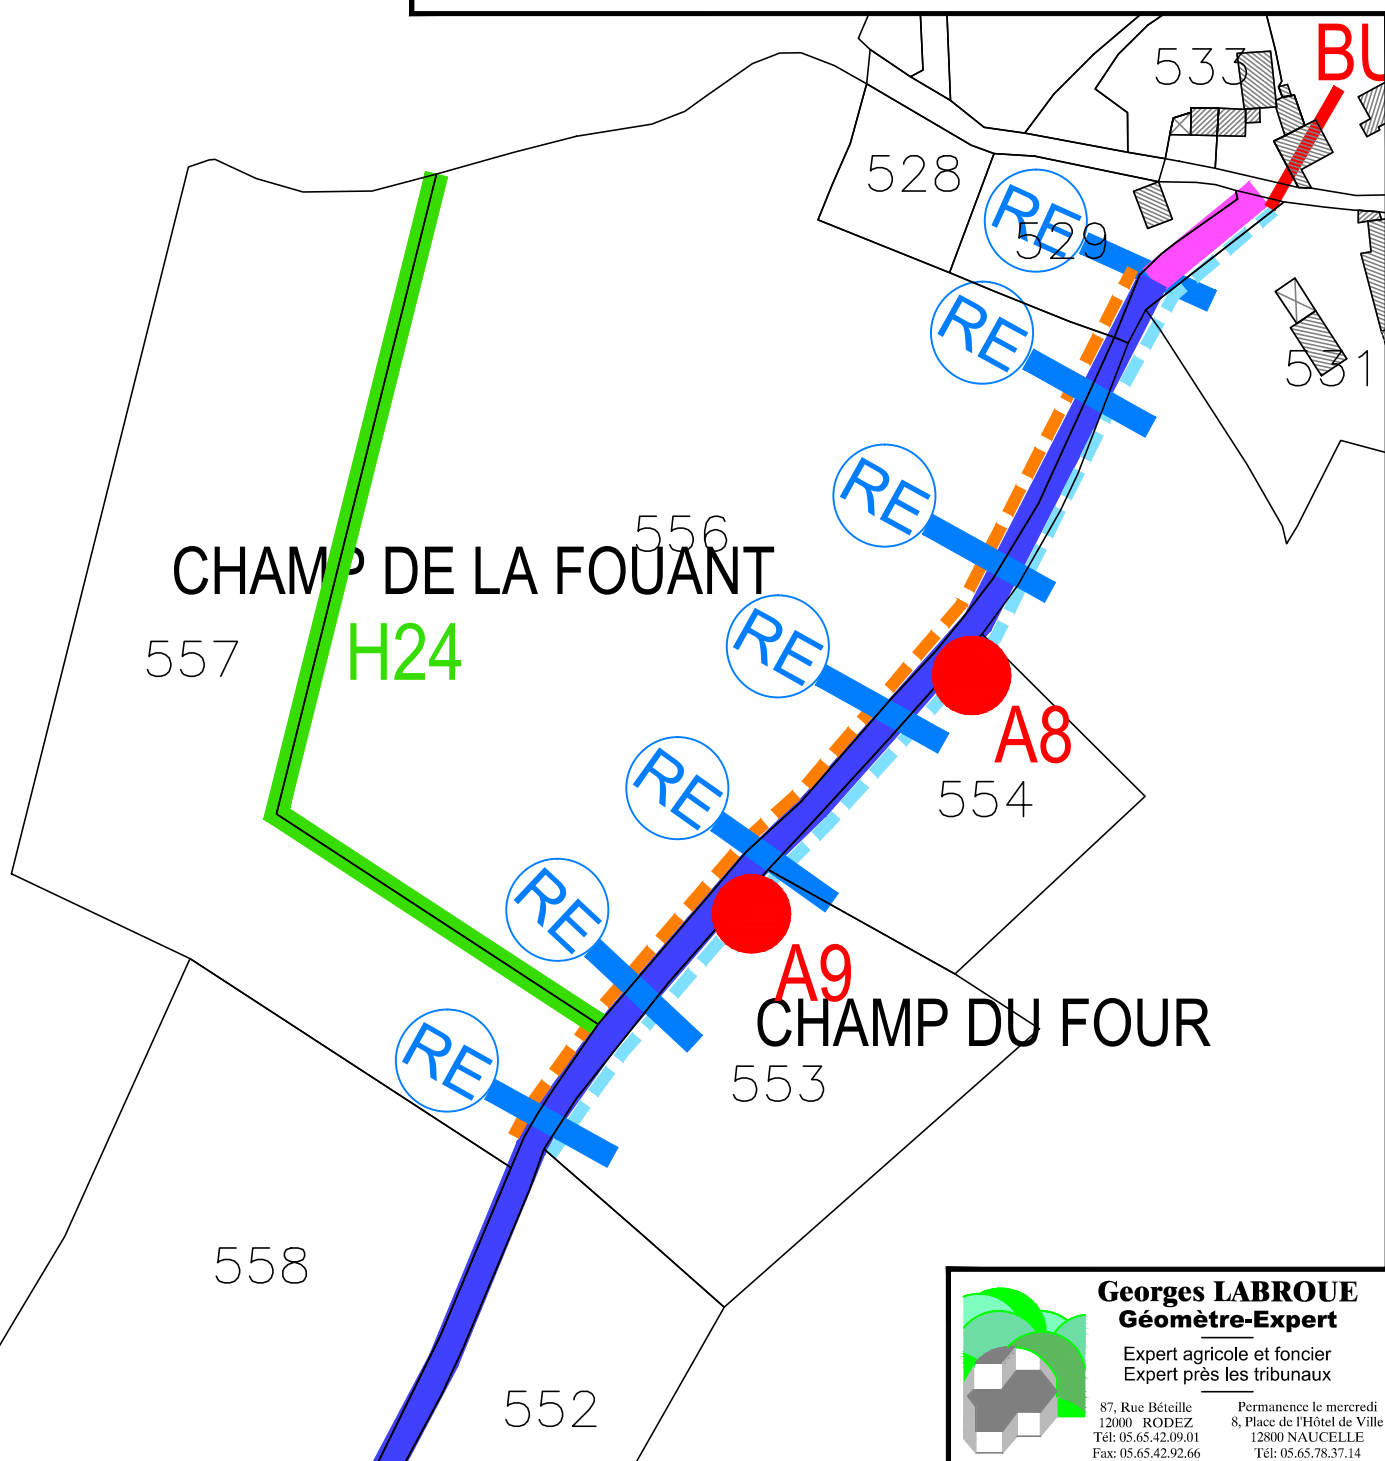 533
BU
528
RE
529
RE
531
RE
556
CHAMP DE LA FOUANT
RE
557
H24
A8
RE
554
RE
A9
CHAMP DU FOUR
RE
553
558
552
Georges LABROUE
Géomètre-Expert
Expert agricole et foncier
Expert près les tribunaux
87, Rue Béteille
12000 RODEZ
Tél: 05.65.42.09.01
Fax: 05.65.42.92.66
Permanence le mercredi
8, Place de l'Hôtel de Ville
12800 NAUCELLE
Tél: 05.65.78.37.14